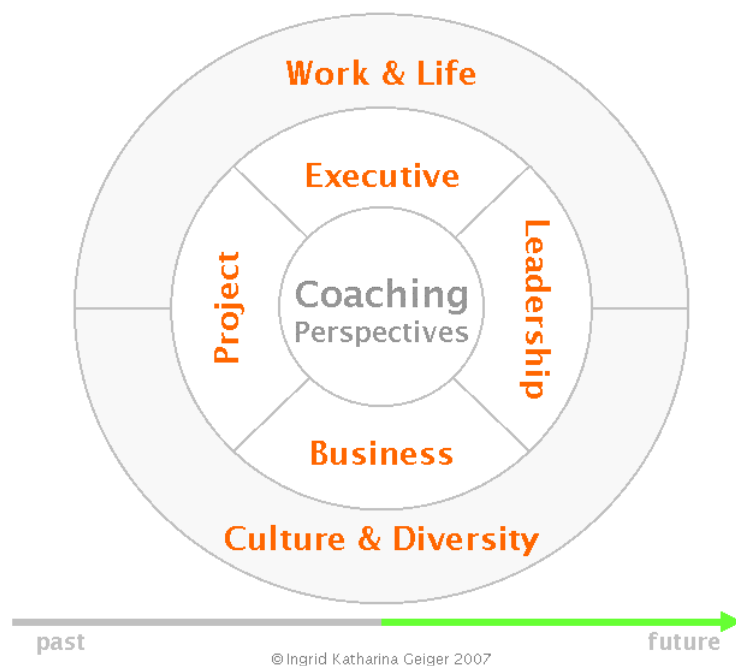 Work & Life
Executive
Project
Coaching
Perspectives
Leadership
Business
Culture & Diversity
past
future
© Ingrid Katharina Geiger 2007